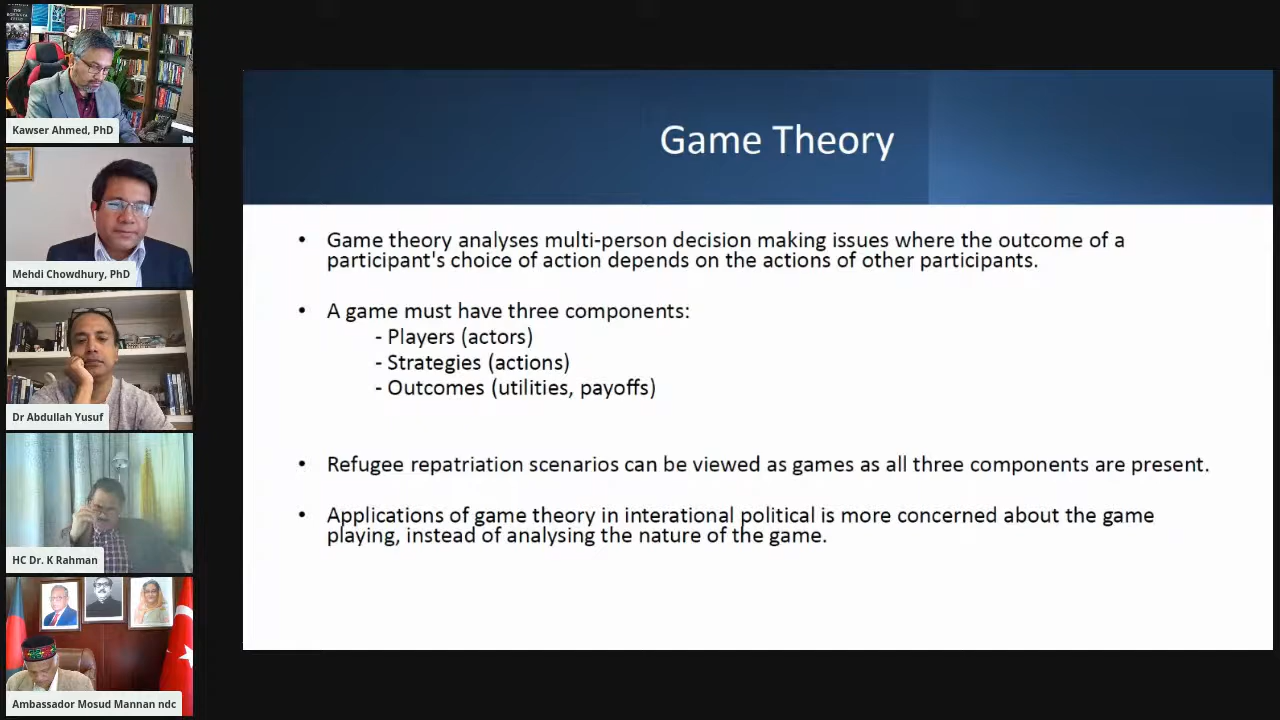 Kawser Ahmed, PhD
Mehdi Chowdhury, PhD
Dr Abdullah Yusuf
HC Dr. K Rahman
Ambassador Mosud Mannan ndc
Game Theory
• Game theory analyses multi-person decision making issues where the outcome of a
participant's choice of action depends on the actions of other participants.
• A game must have three components:
- Players (actors)
- Strategies (actions)
- Outcomes (utilities, payoffs)
• Refugee repatriation scenarios can be viewed as games as all three components are present.
• Applications of game theory in interational political is more concerned about the game
playing, instead of analysing the nature of the game.